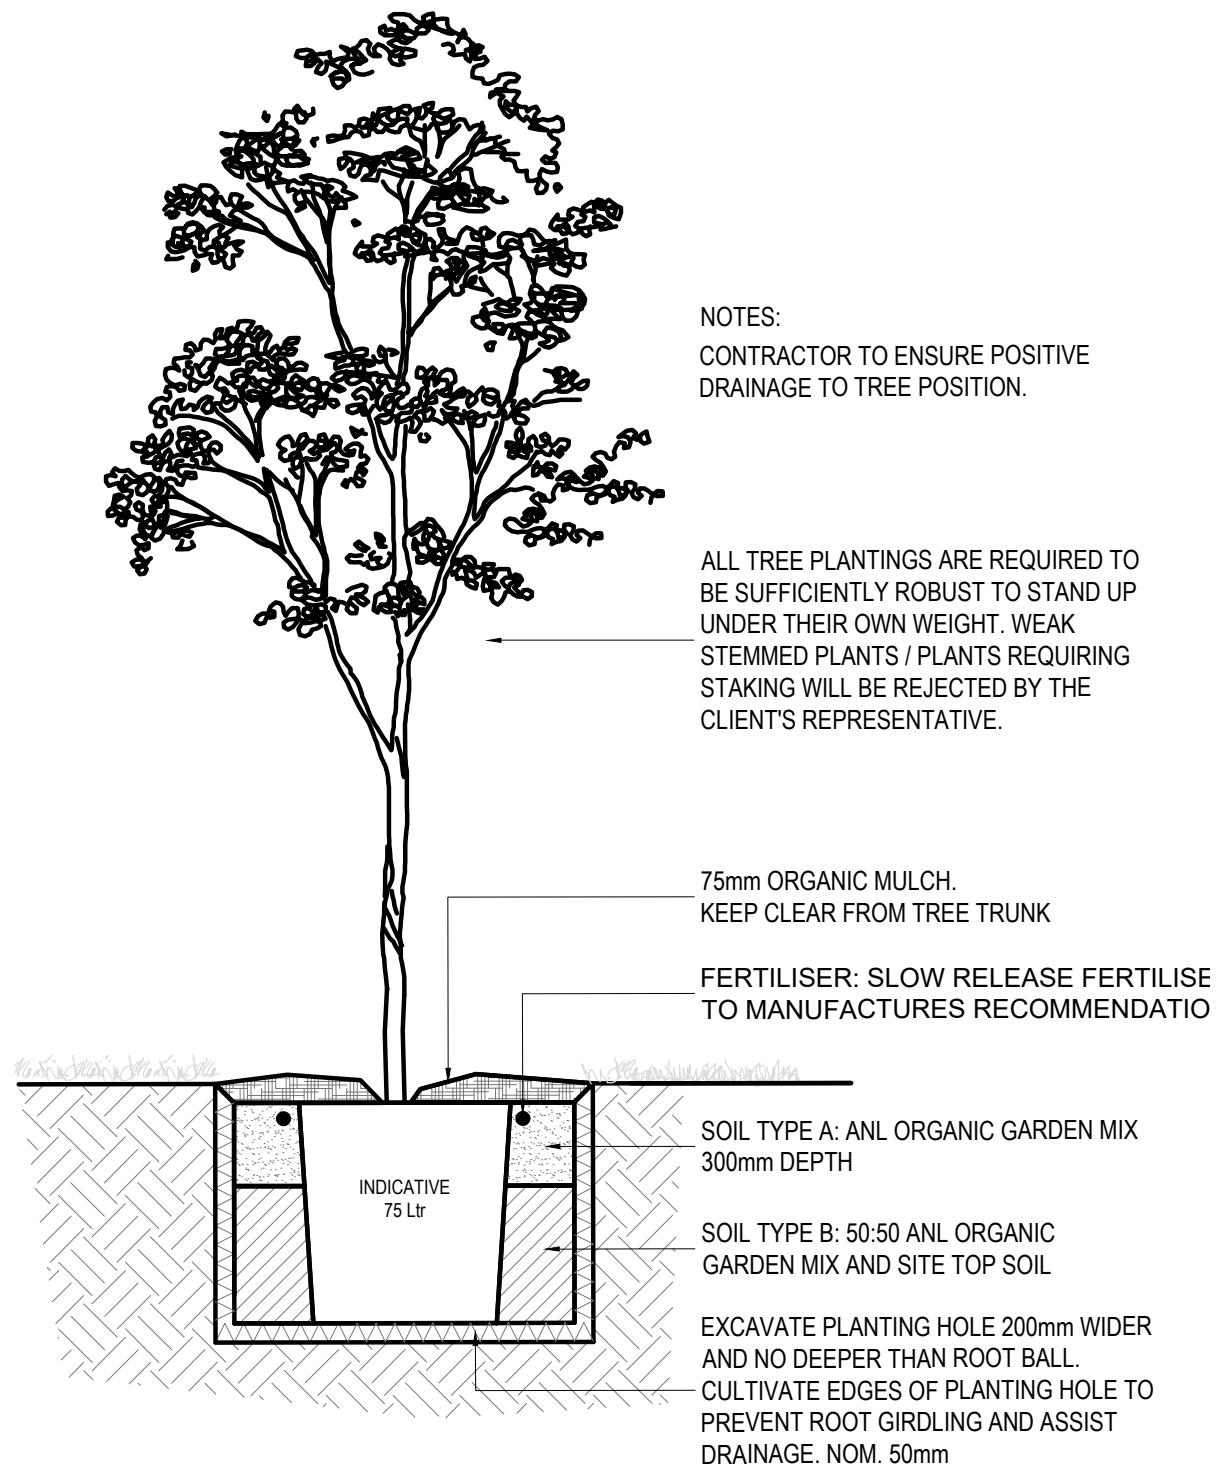 NOTES:
CONTRACTOR TO ENSURE POSITIVE
DRAINAGE TO TREE POSITION.
ALL TREE PLANTINGS ARE REQUIRED TO
BE SUFFICIENTLY ROBUST TO STAND UP
UNDER THEIR OWN WEIGHT. WEAK
STEMMED PLANTS / PLANTS REQUIRING
STAKING WILL BE REJECTED BY THE
CLIENT'S REPRESENTATIVE.
75mm ORGANIC MULCH.
KEEP CLEAR FROM TREE TRUNK
FERTILISER: SLOW RELEASE FERTILISE
TO MANUFACTURES RECOMMENDATIO
SOIL TYPE A: ANL ORGANIC GARDEN MIX
300mm DEPTH
INDICATIVE
75 Ltr
SOIL TYPE B: 50:50 ANL ORGANIC
GARDEN MIX AND SITE TOP SOIL
EXCAVATE PLANTING HOLE 200mm WIDER
AND NO DEEPER THAN ROOT BALL.
CULTIVATE EDGES OF PLANTING HOLE TO
PREVENT ROOT GIRDLING AND ASSIST
DRAINAGE. NOM. 50mm